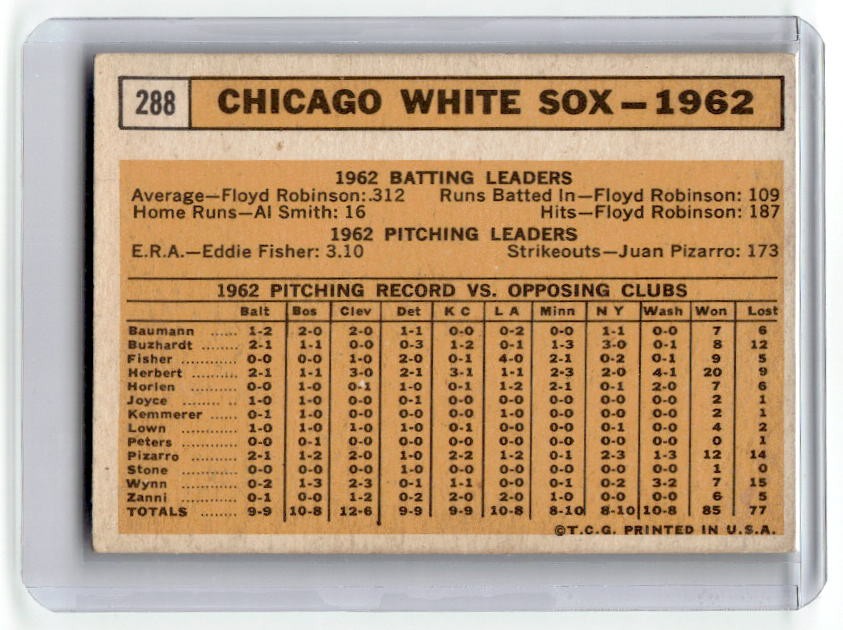 288 CHICAGO WHITE SOX—1962
1962 BATTING LEADERS
Average—Floyd Robinson:.312 Runs Batted In—Floyd Robinson: 109
Home Runs—Al Smith: 16 Hits—Floyd Robinson: 187
1962 PITCHING LEADERS
E.R.A.—Eddie Fisher: 3.10 Strikeouts—Juan Pizarro: 173
1962 PITCHING RECORD VS. OPPOSING CLUBS
Balt Bos Clev Det K C L A Minn N Y Wash Won Lost
Baumann ...... 1-2 2-0 2-0 1-1 0-0 0-2 0-0 1-1 0-0 7 6
Buzhardt ...... 2-1 1-1 0-0 0-3 1-2 0-1 1-3 3-0 0-1 8 12
Fisher .......... 0-0 0-0 1-0 2-0 0-1 4-0 2-1 0-2 0-1 9 5
Herbert ........ 2-1 1-1 3-0 2-1 3-1 1-1 2-3 2-0 4-1 20 9
Horlen ......... 0-0 1-0 0-1 1-0 0-1 1-2 2-1 0-1 2-0 7 6
Joyce .......... 1-0 1-0 0-0 0-1 0-0 0-0 0-0 0-0 0-0 2 1
Kemmerer ..... 0-1 1-0 0-0 0-0 0-0 1-0 0-0 0-0 0-0 2 1
Lown ........... 1-0 1-0 1-0 1-0 0-1 0-0 0-0 0-1 0-0 4 2
Peters .......... 0-0 0-1 0-0 0-0 0-0 0-0 0-0 0-0 0-0 0 1
Pizarro ......... 2-1 1-2 2-0 1-0 2-2 1-2 0-1 2-3 1-3 12 14
Stone .......... 0-0 0-0 0-0 1-0 0-0 0-0 0-0 0-0 0-0 1 0
Wynn .......... 0-2 1-3 2-3 0-1 1-1 0-0 0-1 0-2 3-2 7 15
Zanni .......... 0-1 0-0 1-2 0-2 2-0 2-0 1-0 0-0 0-0 6 5
TOTALS ....... 9-9 10-8 12-6 9-9 9-9 10-8 8-10 8-10 10-8 85 77
©T.C.G. PRINTED IN U.S.A.